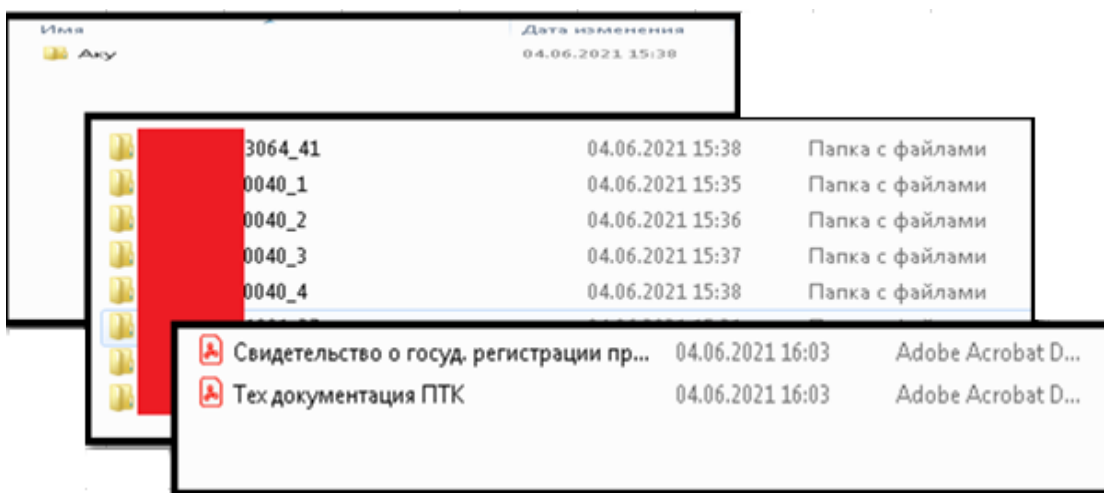 Имя Дата изменения
Аку 04.06.2021 15:38
3064_41 04.06.2021 15:38 Папка с файлами
0040_1 04.06.2021 15:35 Папка с файлами
0040_2 04.06.2021 15:36 Папка с файлами
0040_3 04.06.2021 15:37 Папка с файлами
0040_4 04.06.2021 15:38 Папка с файлами
Свидетельство о госуд. регистрации пр... 04.06.2021 16:03 Adobe Acrobat D...
Тех документация ПТК 04.06.2021 16:03 Adobe Acrobat D...